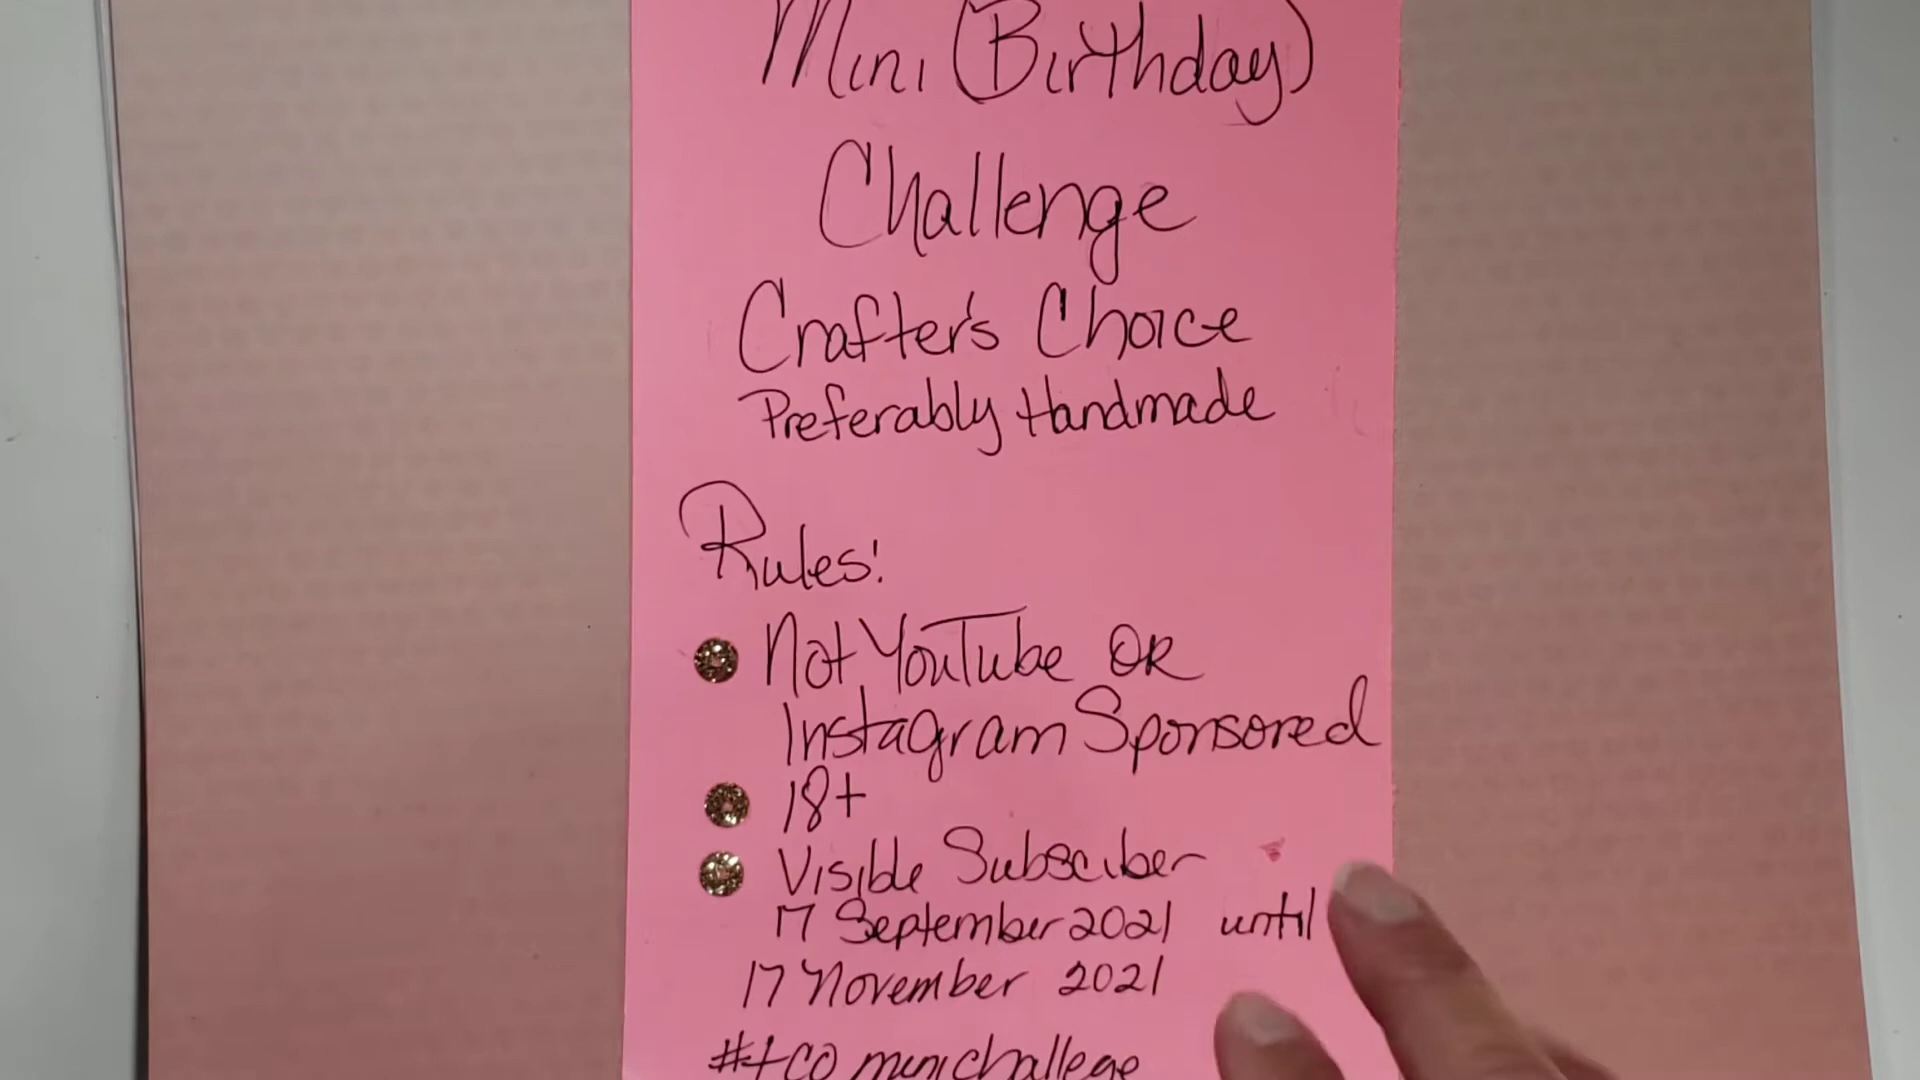 Mini (Birthday)
Challenge
Crafter's Choice
Preferably Handmade
Rules:
Not YouTube OR
Instagram Sponsored
18+
Visible Subsciber
17 September 2021 until
17 November 2021